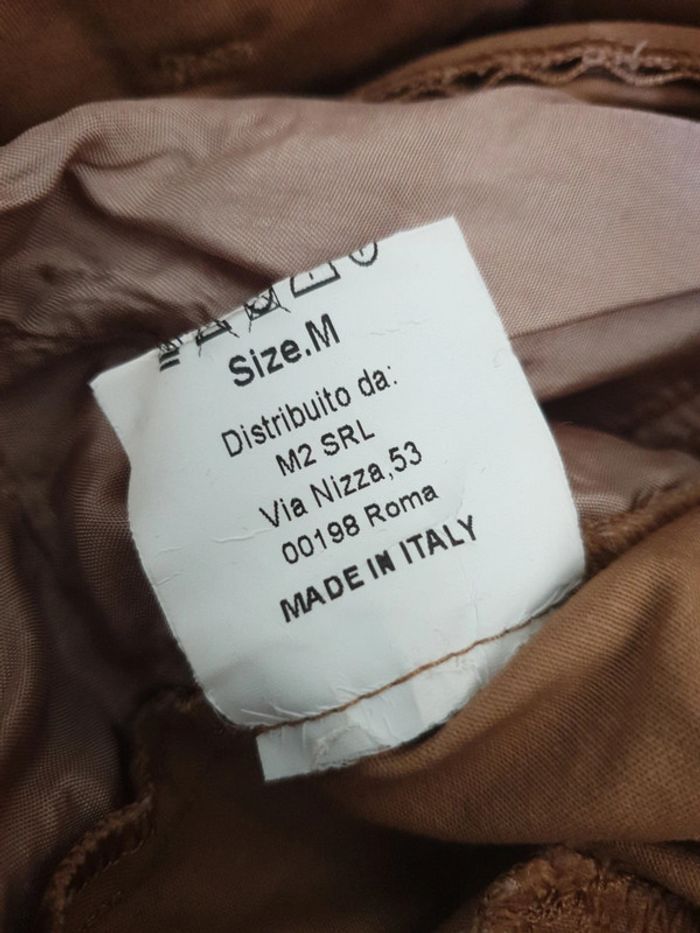 Size.M
Distribuito da:
M2 SRL
Via Nizza,53
00198 Roma
MADE IN ITALY